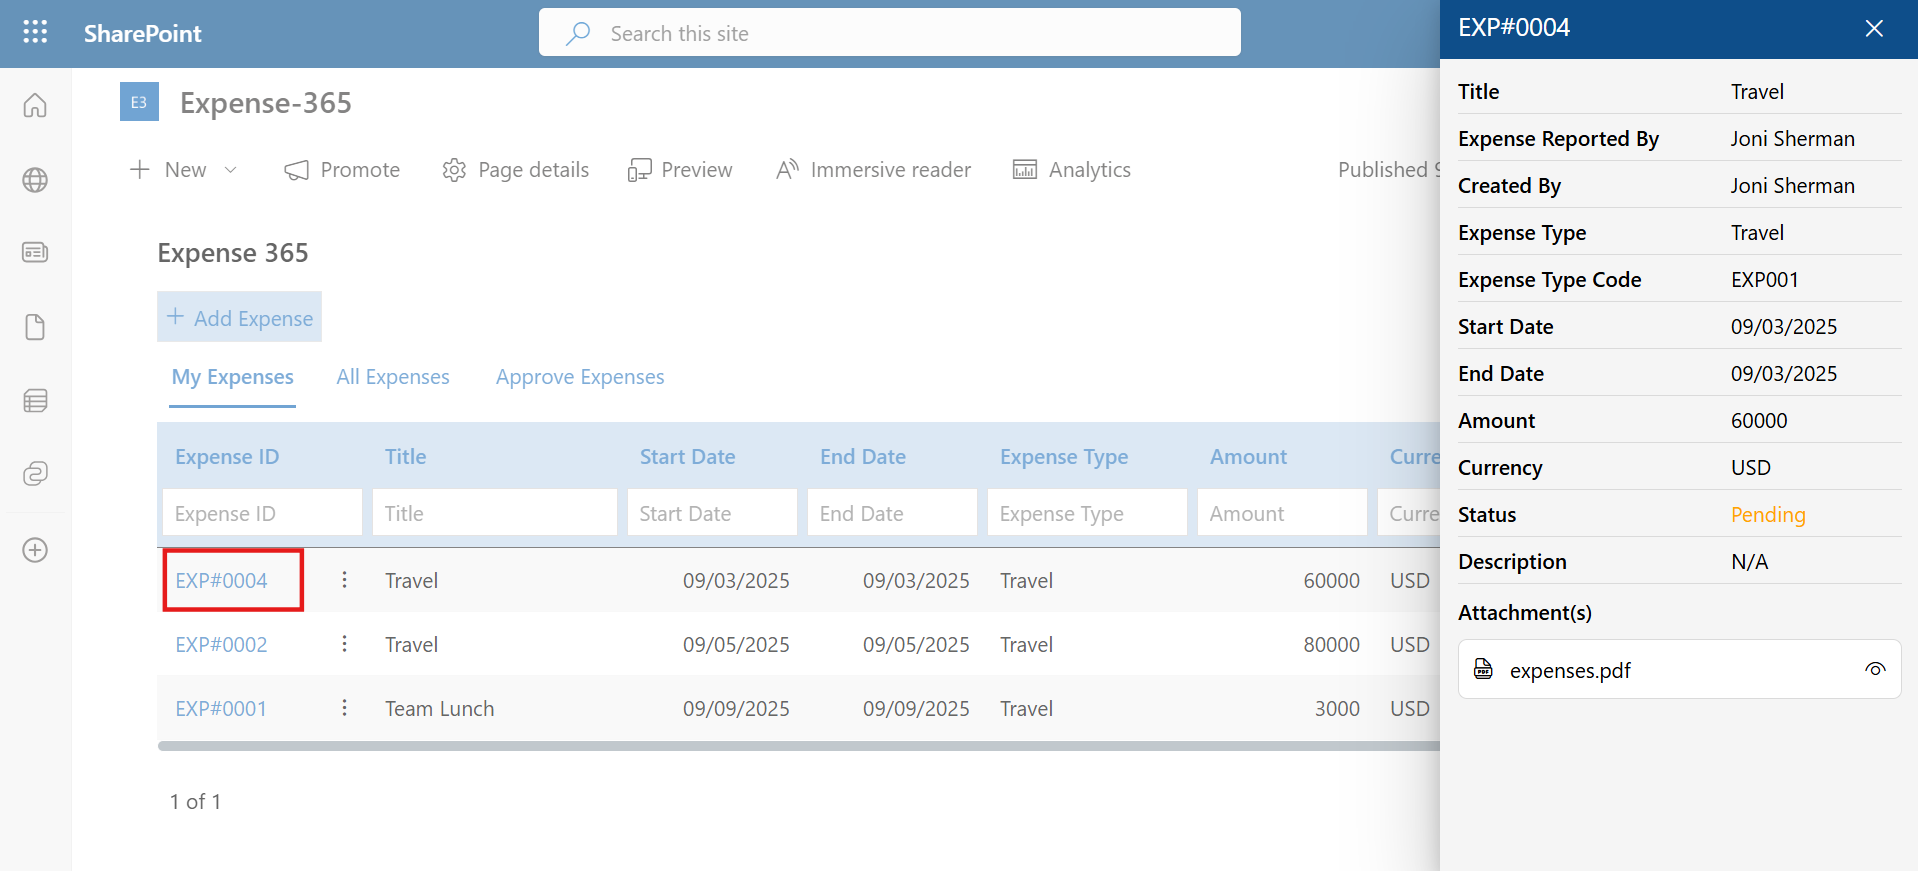 SharePoint
Search this site
EXP#0004
E3
Expense-365
New
Promote
Page details
Preview
Immersive reader
Analytics
Published 9
Expense 365
Add Expense
My Expenses
All Expenses
Approve Expenses
Expense ID Title Start Date End Date Expense Type Amount Curre
Expense ID Title Start Date End Date Expense Type Amount Curre
EXP#0004 Travel 09/03/2025 09/03/2025 Travel 60000 USD
EXP#0002 Travel 09/05/2025 09/05/2025 Travel 80000 USD
EXP#0001 Team Lunch 09/09/2025 09/09/2025 Travel 3000 USD
1 of 1
Title Travel
Expense Reported By Joni Sherman
Created By Joni Sherman
Expense Type Travel
Expense Type Code EXP001
Start Date 09/03/2025
End Date 09/03/2025
Amount 60000
Currency USD
Status Pending
Description N/A
Attachment(s)
PDF
expenses.pdf